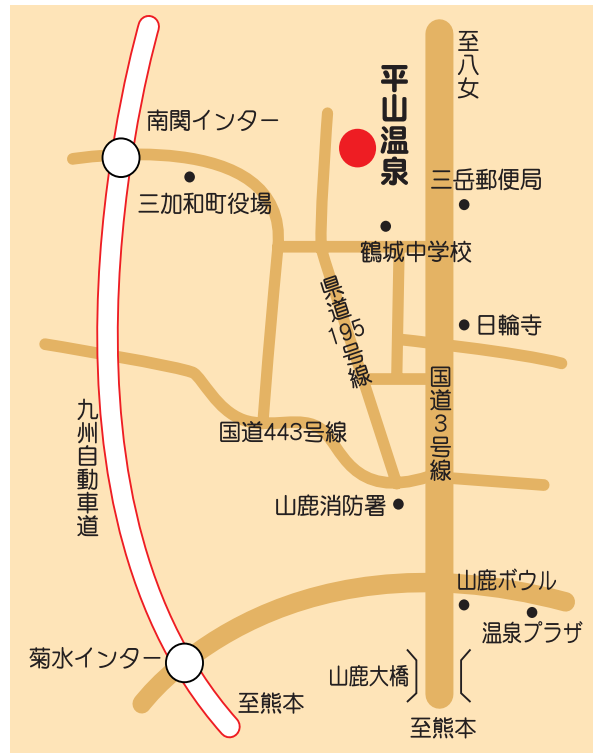 至八女
平山温泉
南関インター
三岳郵便局
三加和町役場
鶴城中学校
県道195号線
日輪寺
国道3号線
九州自動車道
国道443号線
山鹿消防署
山鹿ボウル
温泉プラザ
菊水インター
山鹿大橋
至熊本
至熊本